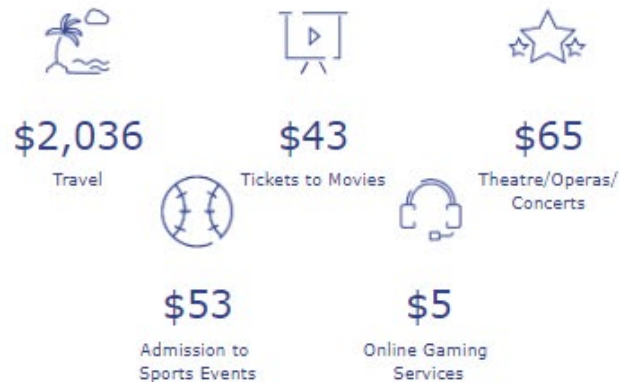 $2,036
Travel
$43
Tickets to Movies
$65
Theatre/Operas/
Concerts
$53
Admission to
Sports Events
$5
Online Gaming
Services